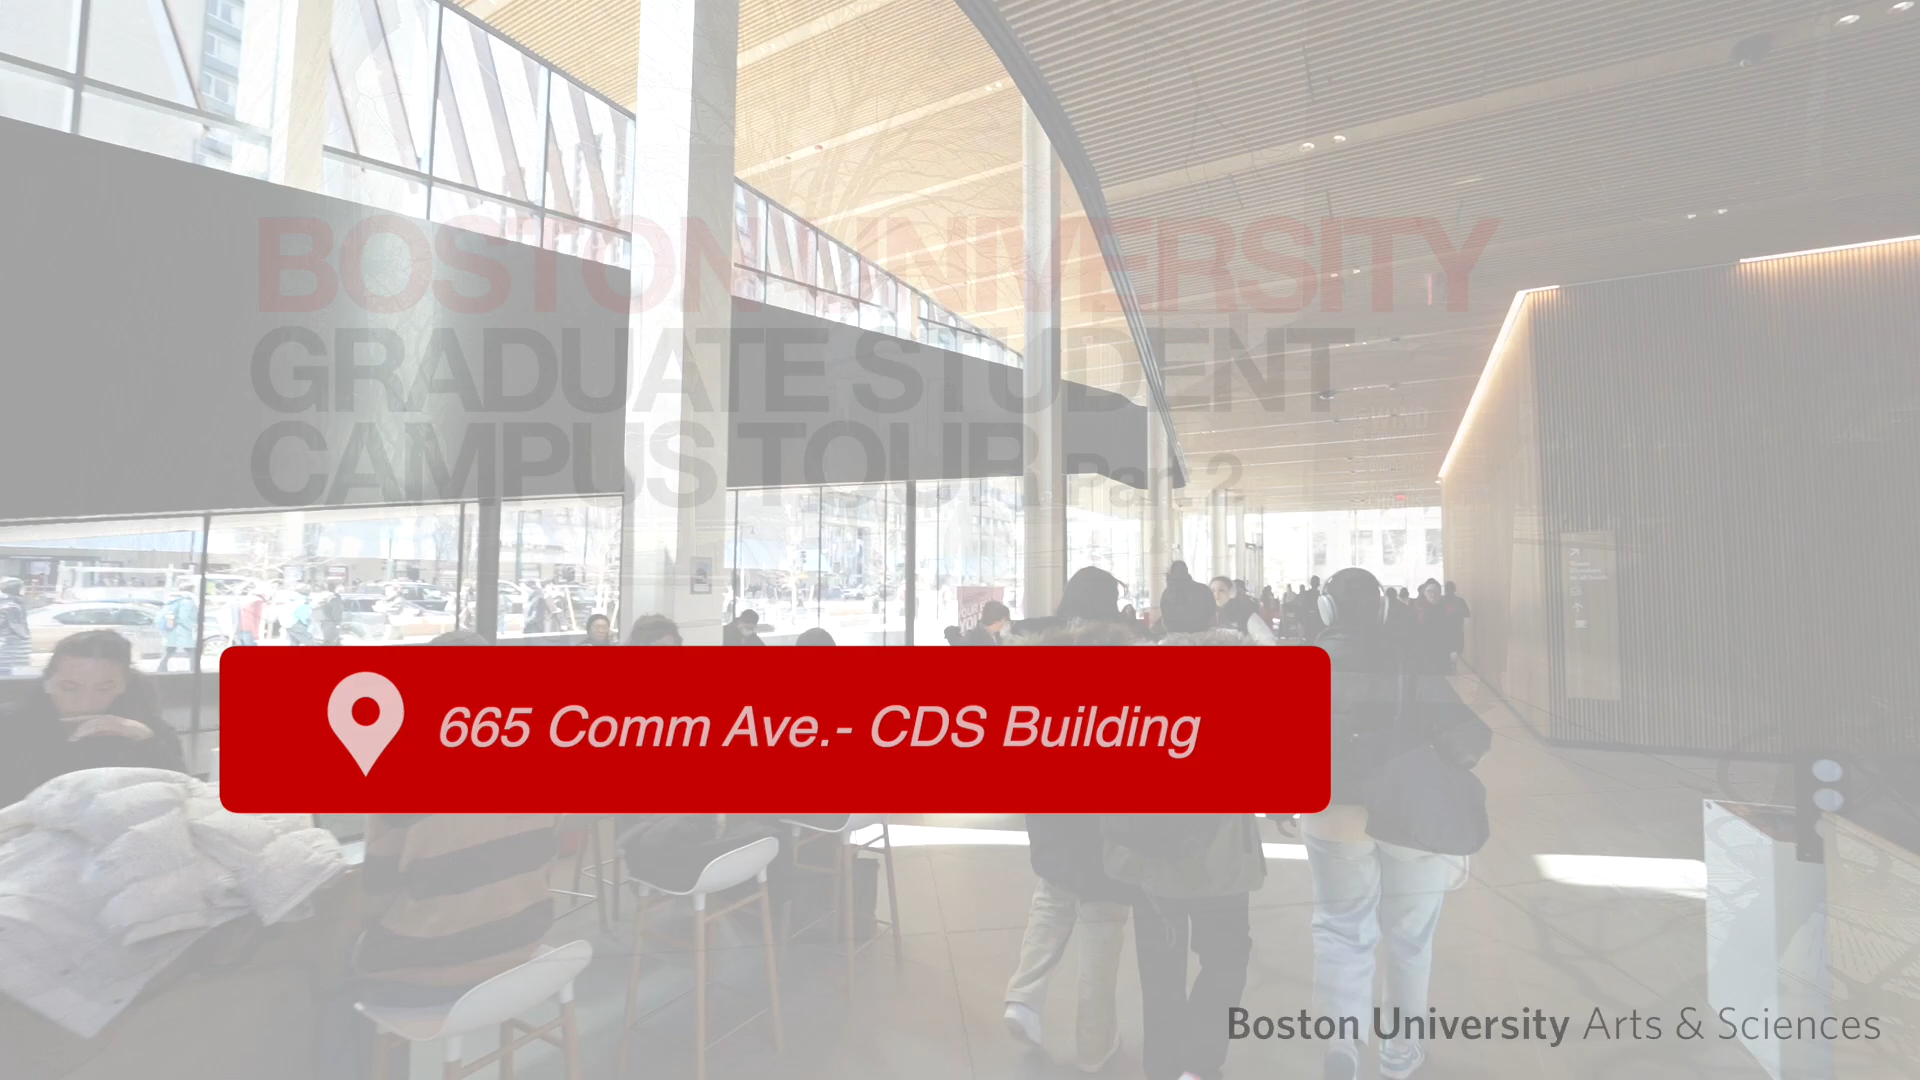 BOSTON UNIVERSITY
GRADUATE STUDENT
CAMPUS TOUR Part 2
665 Comm Ave.- CDS Building
Boston University Arts & Sciences